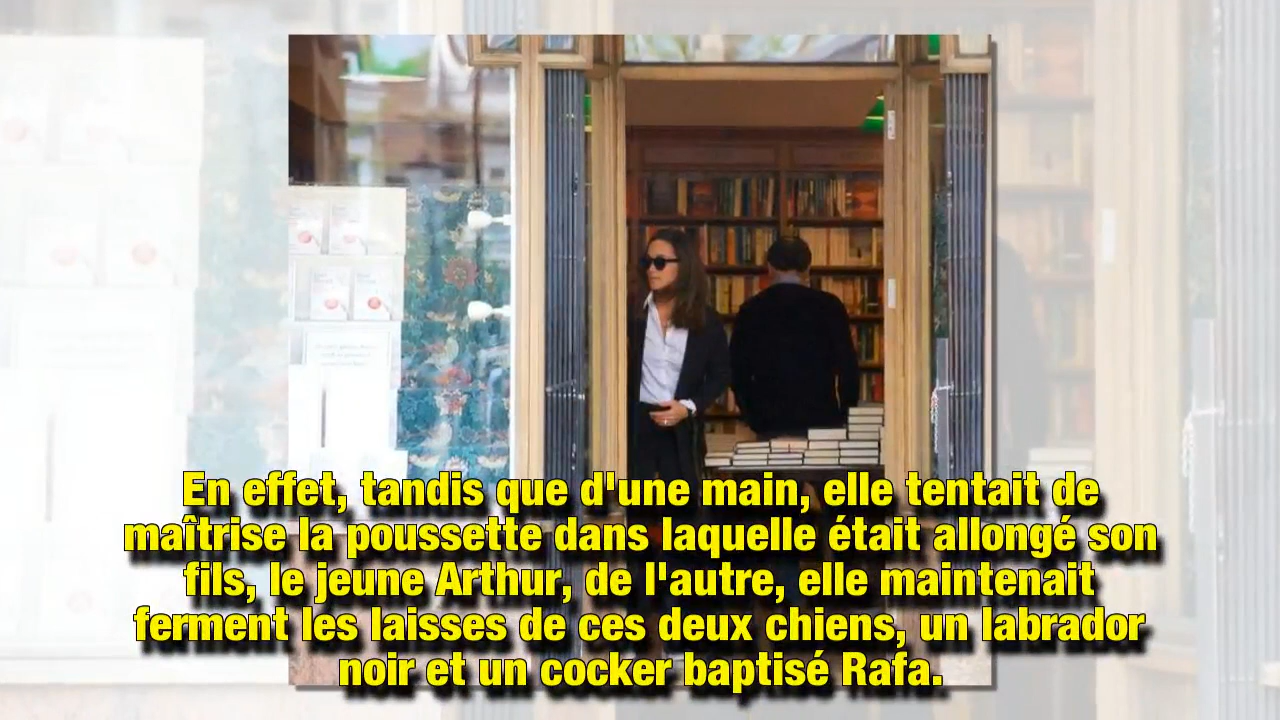 En effet, tandis que d'une main, elle tentait de
maîtrise la poussette dans laquelle était allongé son
fils, le jeune Arthur, de l'autre, elle maintenait
ferment les laisses de ces deux chiens, un labrador
noir et un cocker baptisé Rafa.